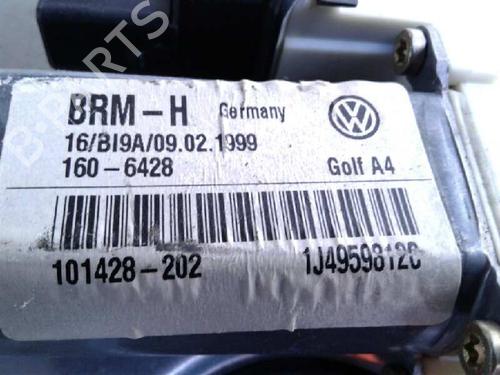 B-PARTS
BRM-H Germany
16/BI9A/09.02.1999
160-6428 Golf A4
101428-202 1J4959812C